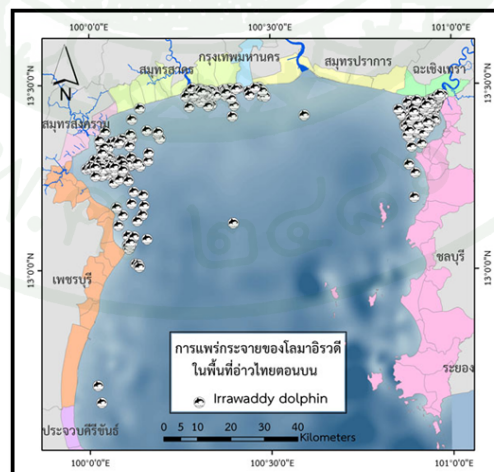 100°0'0"E
100°30'0"E
101°0'0"E
กรุงเทพมหานคร
สมุทรปราการ
สมุทรสาคร
ฉะเชิงเทรา
13°30'0"N
13°30'0"N
N
สมุทรสงคราม
ชลบุรี
13°0'0"N
13°0'0"N
เพชรบุรี
ระยอง
การแพร่กระจายของโลมาอิรวดี
ในพื้นที่อ่าวไทยตอนบน
Irrawaddy dolphin
ประจวบคีรีขันธ์
0 5 10 20 30 40
Kilometers
100°0'0"E
100°30'0"E
101°0'0"E